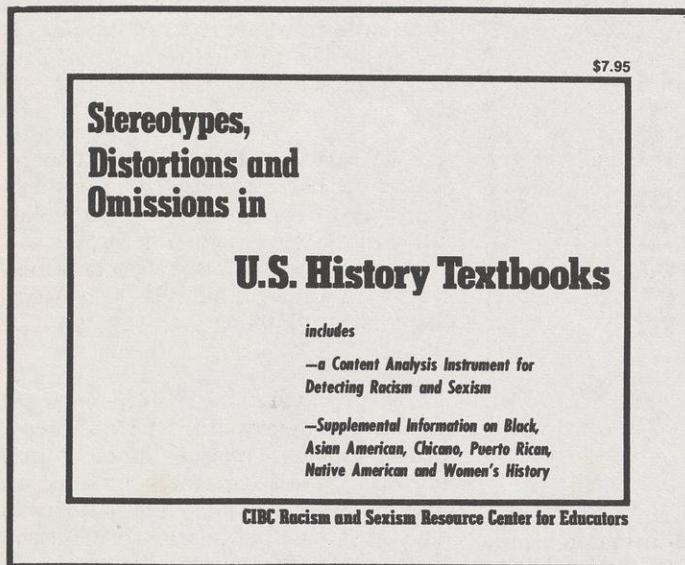 $7.95
Stereotypes,
Distortions and
Omissions in
U.S. History Textbooks
includes
—a Content Analysis Instrument for
Detecting Racism and Sexism
—Supplemental Information on Black,
Asian American, Chicano, Puerto Rican,
Native American and Women's History
CIBC Racism and Sexism Resource Center for Educators